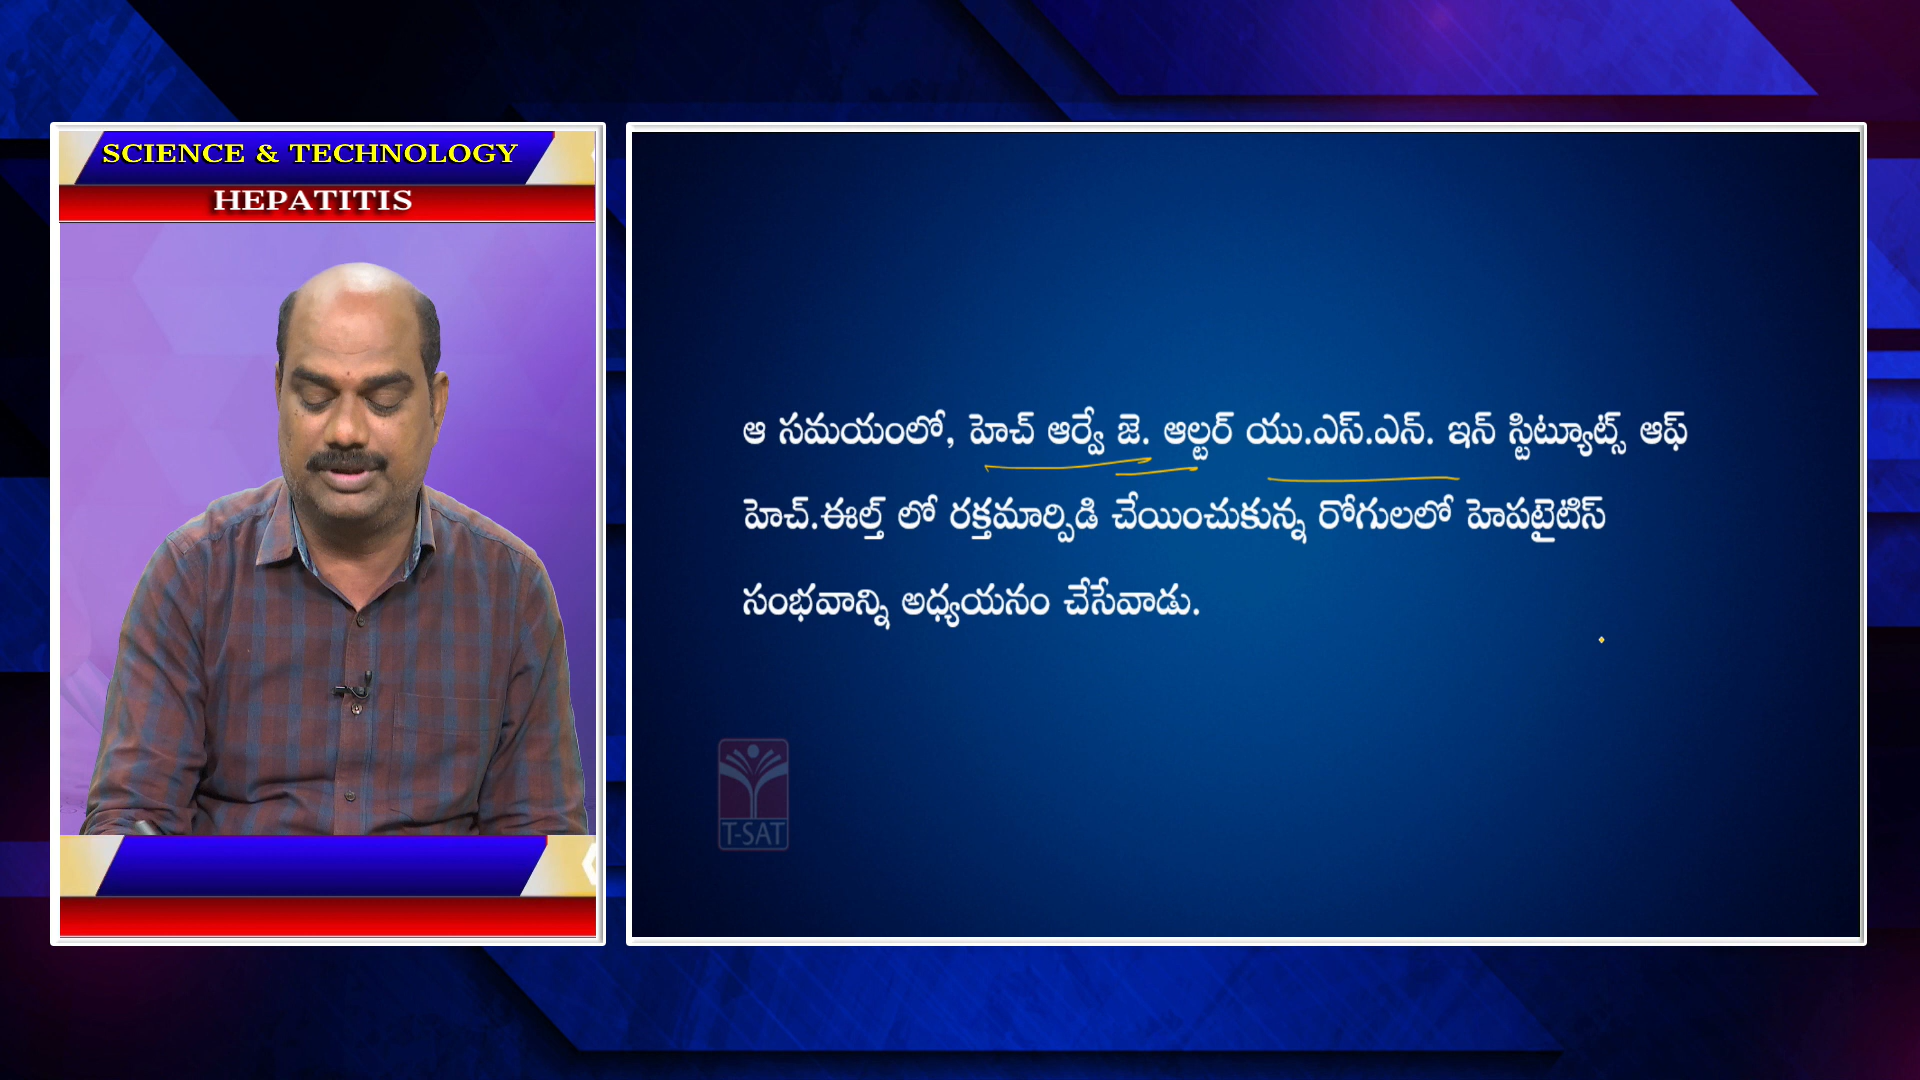 SCIENCE & TECHNOLOGY
HEPATITIS
ఆ సమయంలో, హెచ్ ఆర్వే జె. ఆల్టర్ యు.ఎస్.ఎన్. ఇన్ స్టిట్యూట్స్ ఆఫ్
హెచ్.ఈల్త్ లో రక్తమార్పిడి చేయించుకున్న రోగులలో హెపటైటిస్
సంభవాన్ని అధ్యయనం చేసేవాడు.
T-SAT